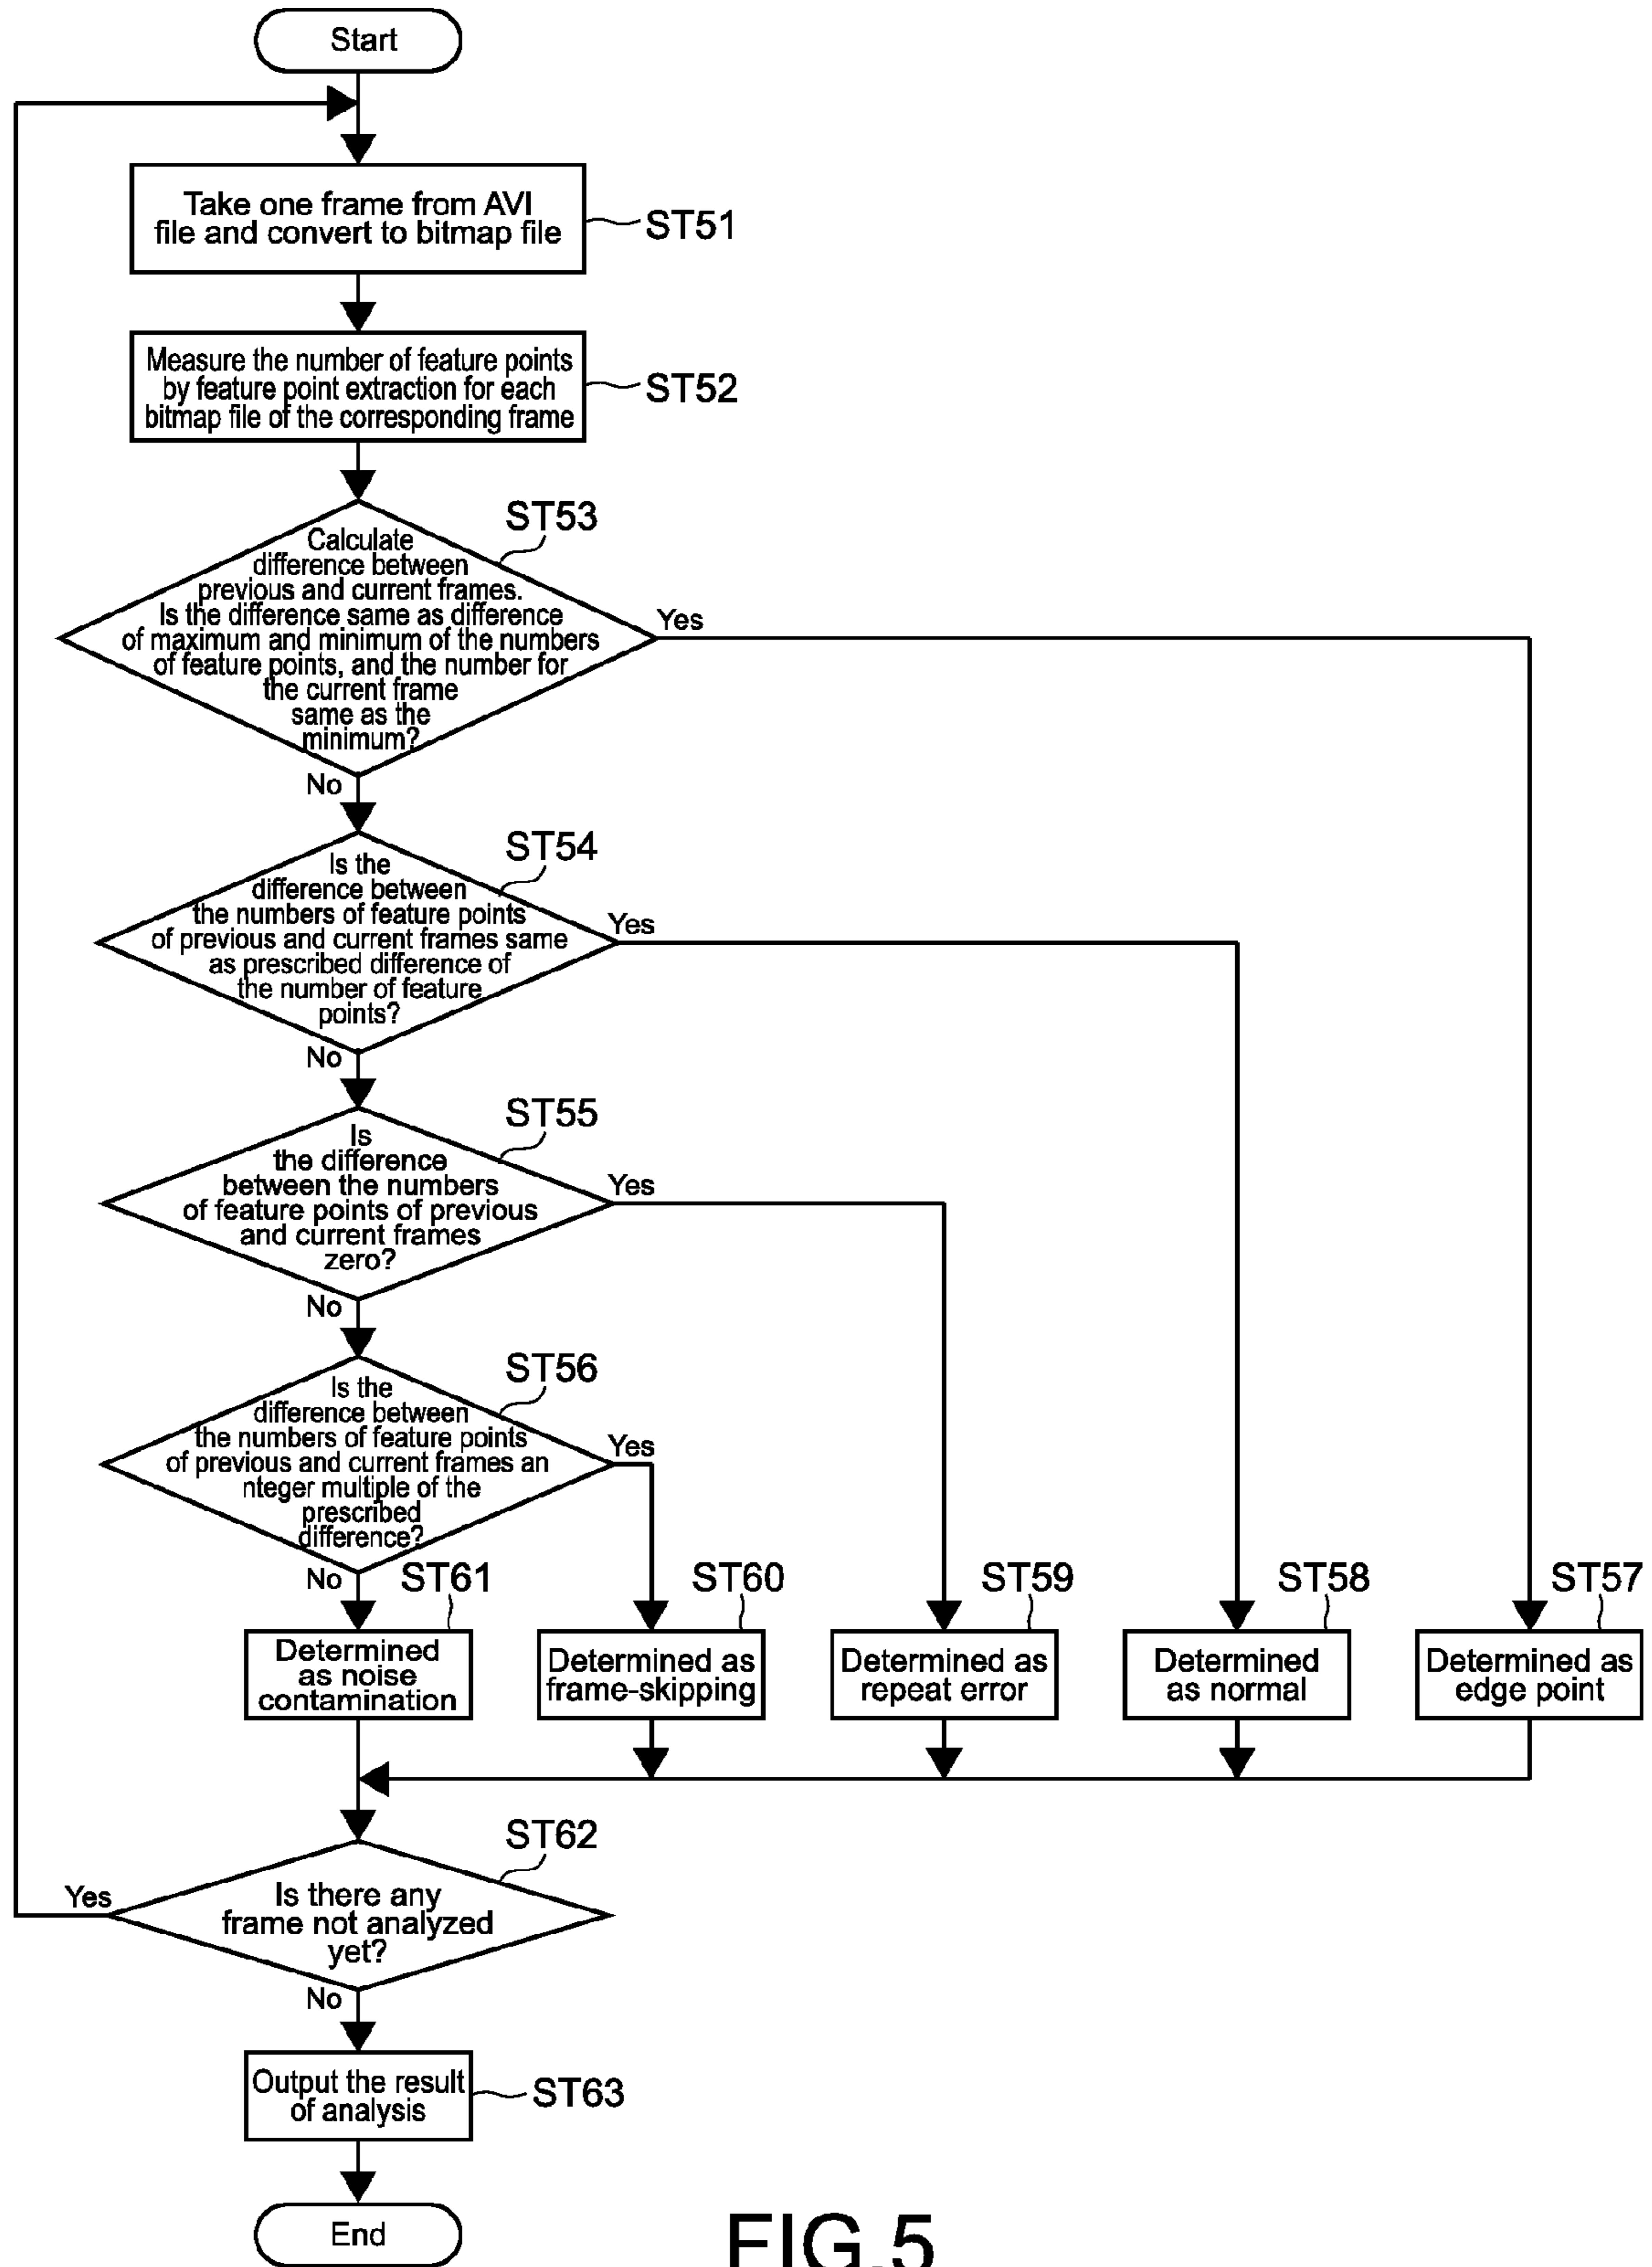 Start
Take one frame from AVI
file and convert to bitmap file
ST51
Measure the number of feature points
by feature point extraction for each
bitmap file of the corresponding frame
ST52
ST53
Calculate
difference between
previous and current frames.
Is the difference same as difference
of maximum and minimum of the numbers
of feature points, and the number for
the current frame
same as the
minimum?
Yes
No
ST54
Is the
difference between
the numbers of feature points
of previous and current frames same
as prescribed difference of
the number of feature
points?
Yes
No
ST55
Is
the difference
between the numbers
of feature points of previous
and current frames
zero?
Yes
No
ST56
Is the
difference between
the numbers of feature points
of previous and current frames an
nteger multiple of the
prescribed
difference?
Yes
No
ST61
Determined
as noise
contamination
ST60
Determined as
frame-skipping
ST59
Determined as
repeat error
ST58
Determined
as normal
ST57
Determined as
edge point
ST62
Is there any
frame not analyzed
yet?
Yes
No
Output the result
of analysis
ST63
End
FIG.5